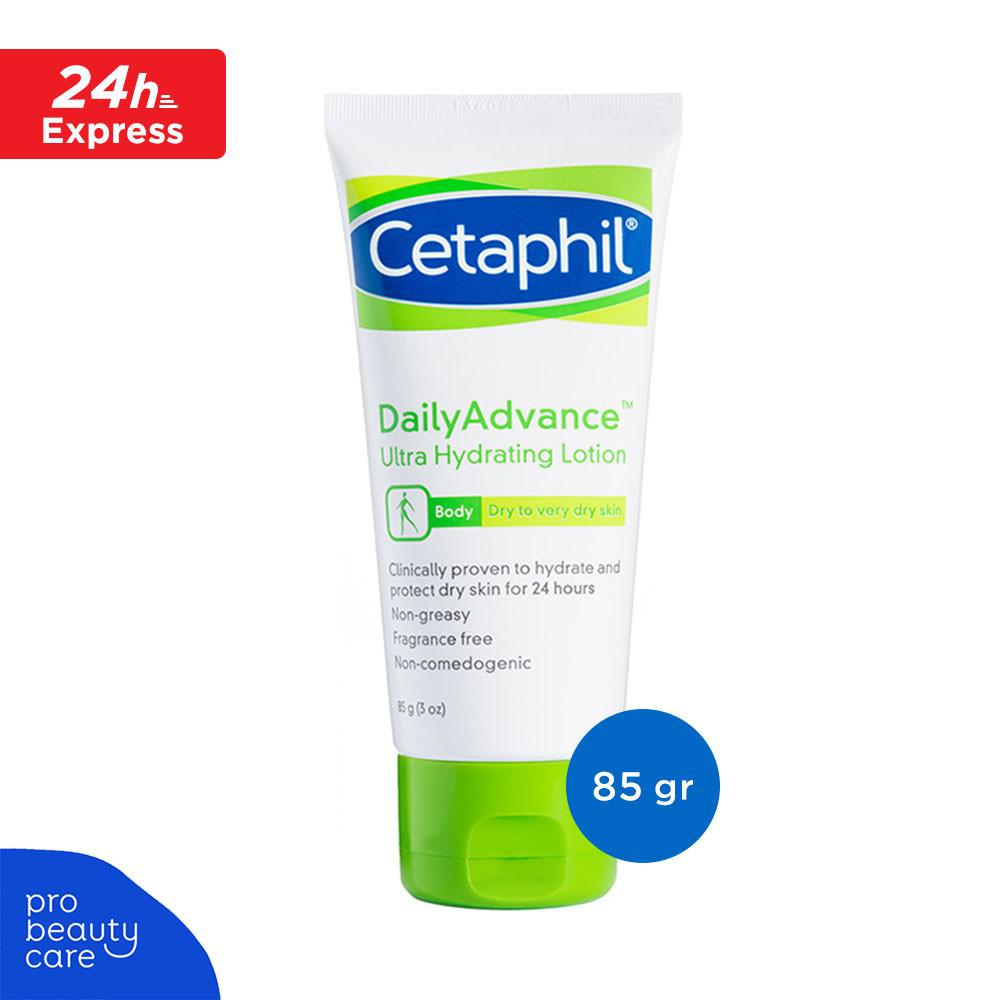 24h
Express
136062
Cetaphil®
DailyAdvance™
Ultra Hydrating Lotion
Body Dry to very dry skin
Clinically proven to hydrate and
protect dry skin for 24 hours
Non-greasy
Fragrance free
Non-comedogenic
85 g (3 oz)
85 gr
pro
beauty
care